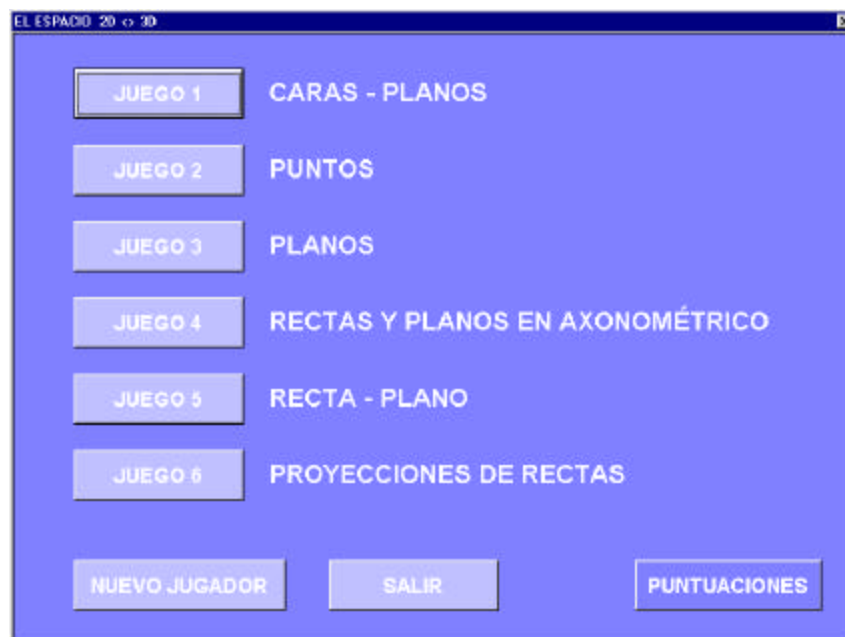 EL ESPACIO 2D <> 3D
JUEGO 1 CARAS - PLANOS
JUEGO 2 PUNTOS
JUEGO 3 PLANOS
JUEGO 4 RECTAS Y PLANOS EN AXONOMÉTRICO
JUEGO 5 RECTA - PLANO
JUEGO 6 PROYECCIONES DE RECTAS
NUEVO JUGADOR SALIR PUNTUACIONES